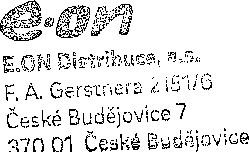 e·on
E.ON Distribuce, a.s.
F. A. Gerstnera 2151/6
České Budějovice 7
370 01 České Budějovice